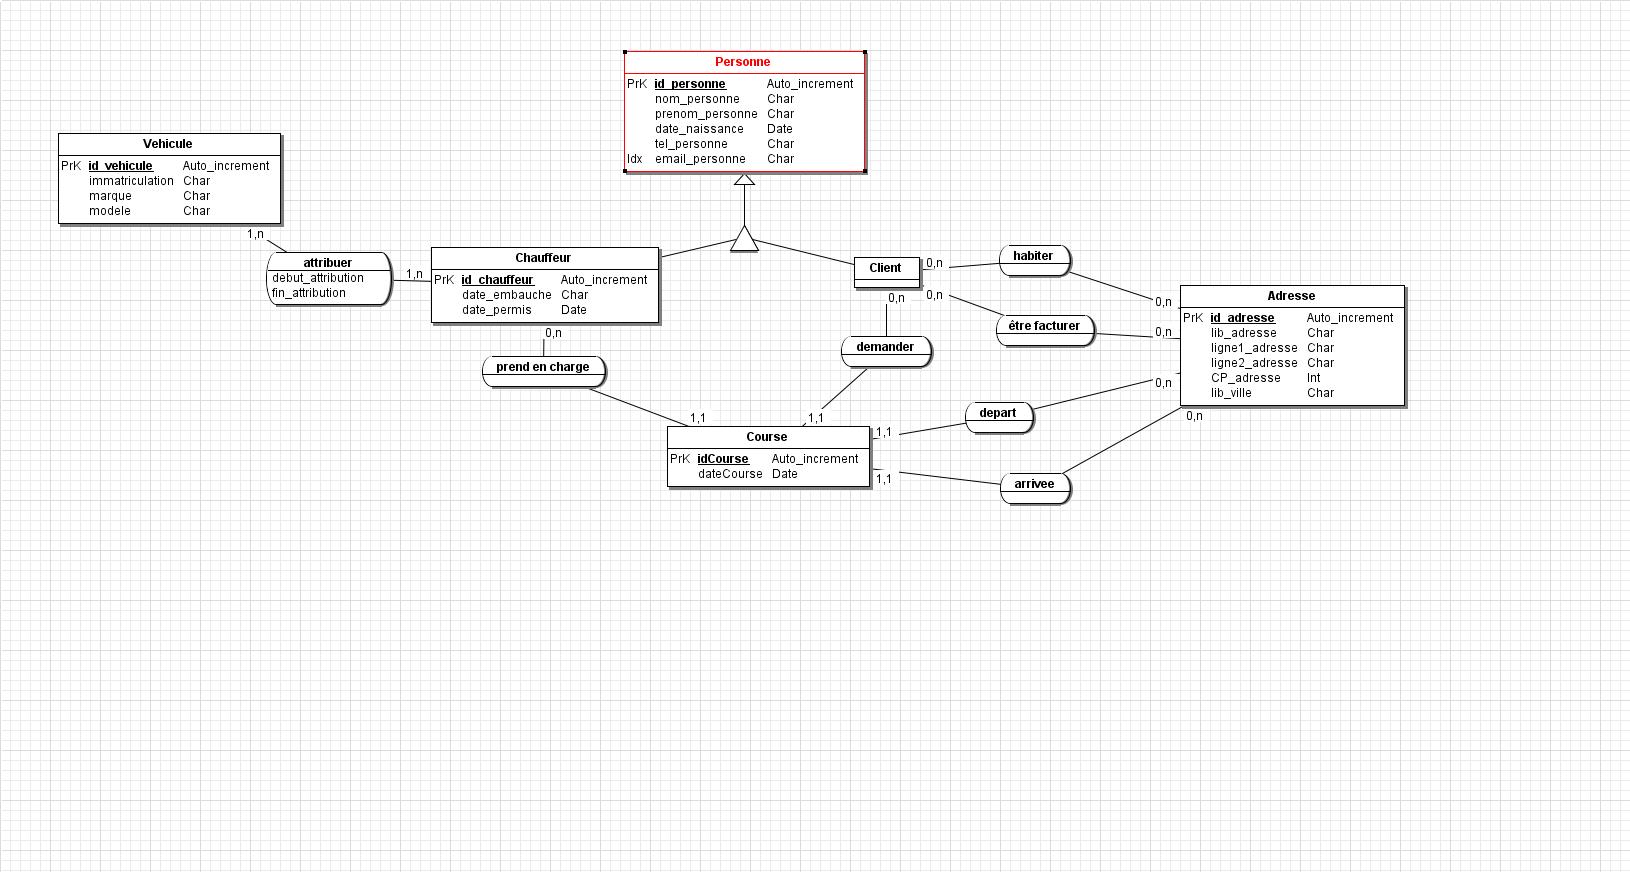 Personne
PrK id_personne Auto_increment
nom_personne Char
prenom_personne Char
date_naissance Date
tel_personne Char
Idx email_personne Char
Vehicule
PrK id_vehicule Auto_increment
immatriculation Char
marque Char
modele Char
1,n
attribuer
debut_attribution
fin_attribution
1,n
Chauffeur
PrK id_chauffeur Auto_increment
date_embauche Char
date_permis Date
0,n
prend en charge
1,1
Client
0,n
habiter
0,n
0,n
être facturer
0,n
0,n
demander
1,1
Adresse
PrK id_adresse Auto_increment
lib_adresse Char
ligne1_adresse Char
ligne2_adresse Char
CP_adresse Int
lib_ville Char
Course
PrK idCourse Auto_increment
dateCourse Date
1,1
depart
0,n
1,1
arrivee
0,n